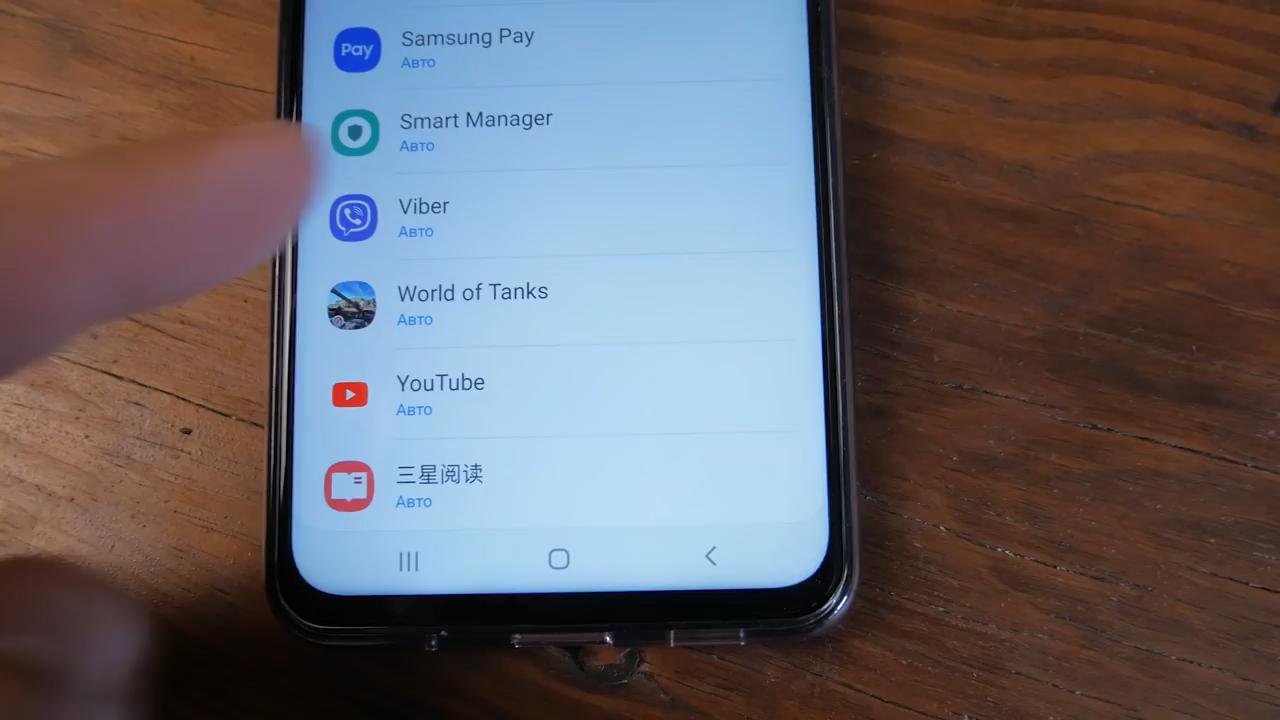 Pay
Samsung Pay
Авто
Smart Manager
Авто
Viber
Авто
World of Tanks
Авто
YouTube
Авто
三星阅读
Авто